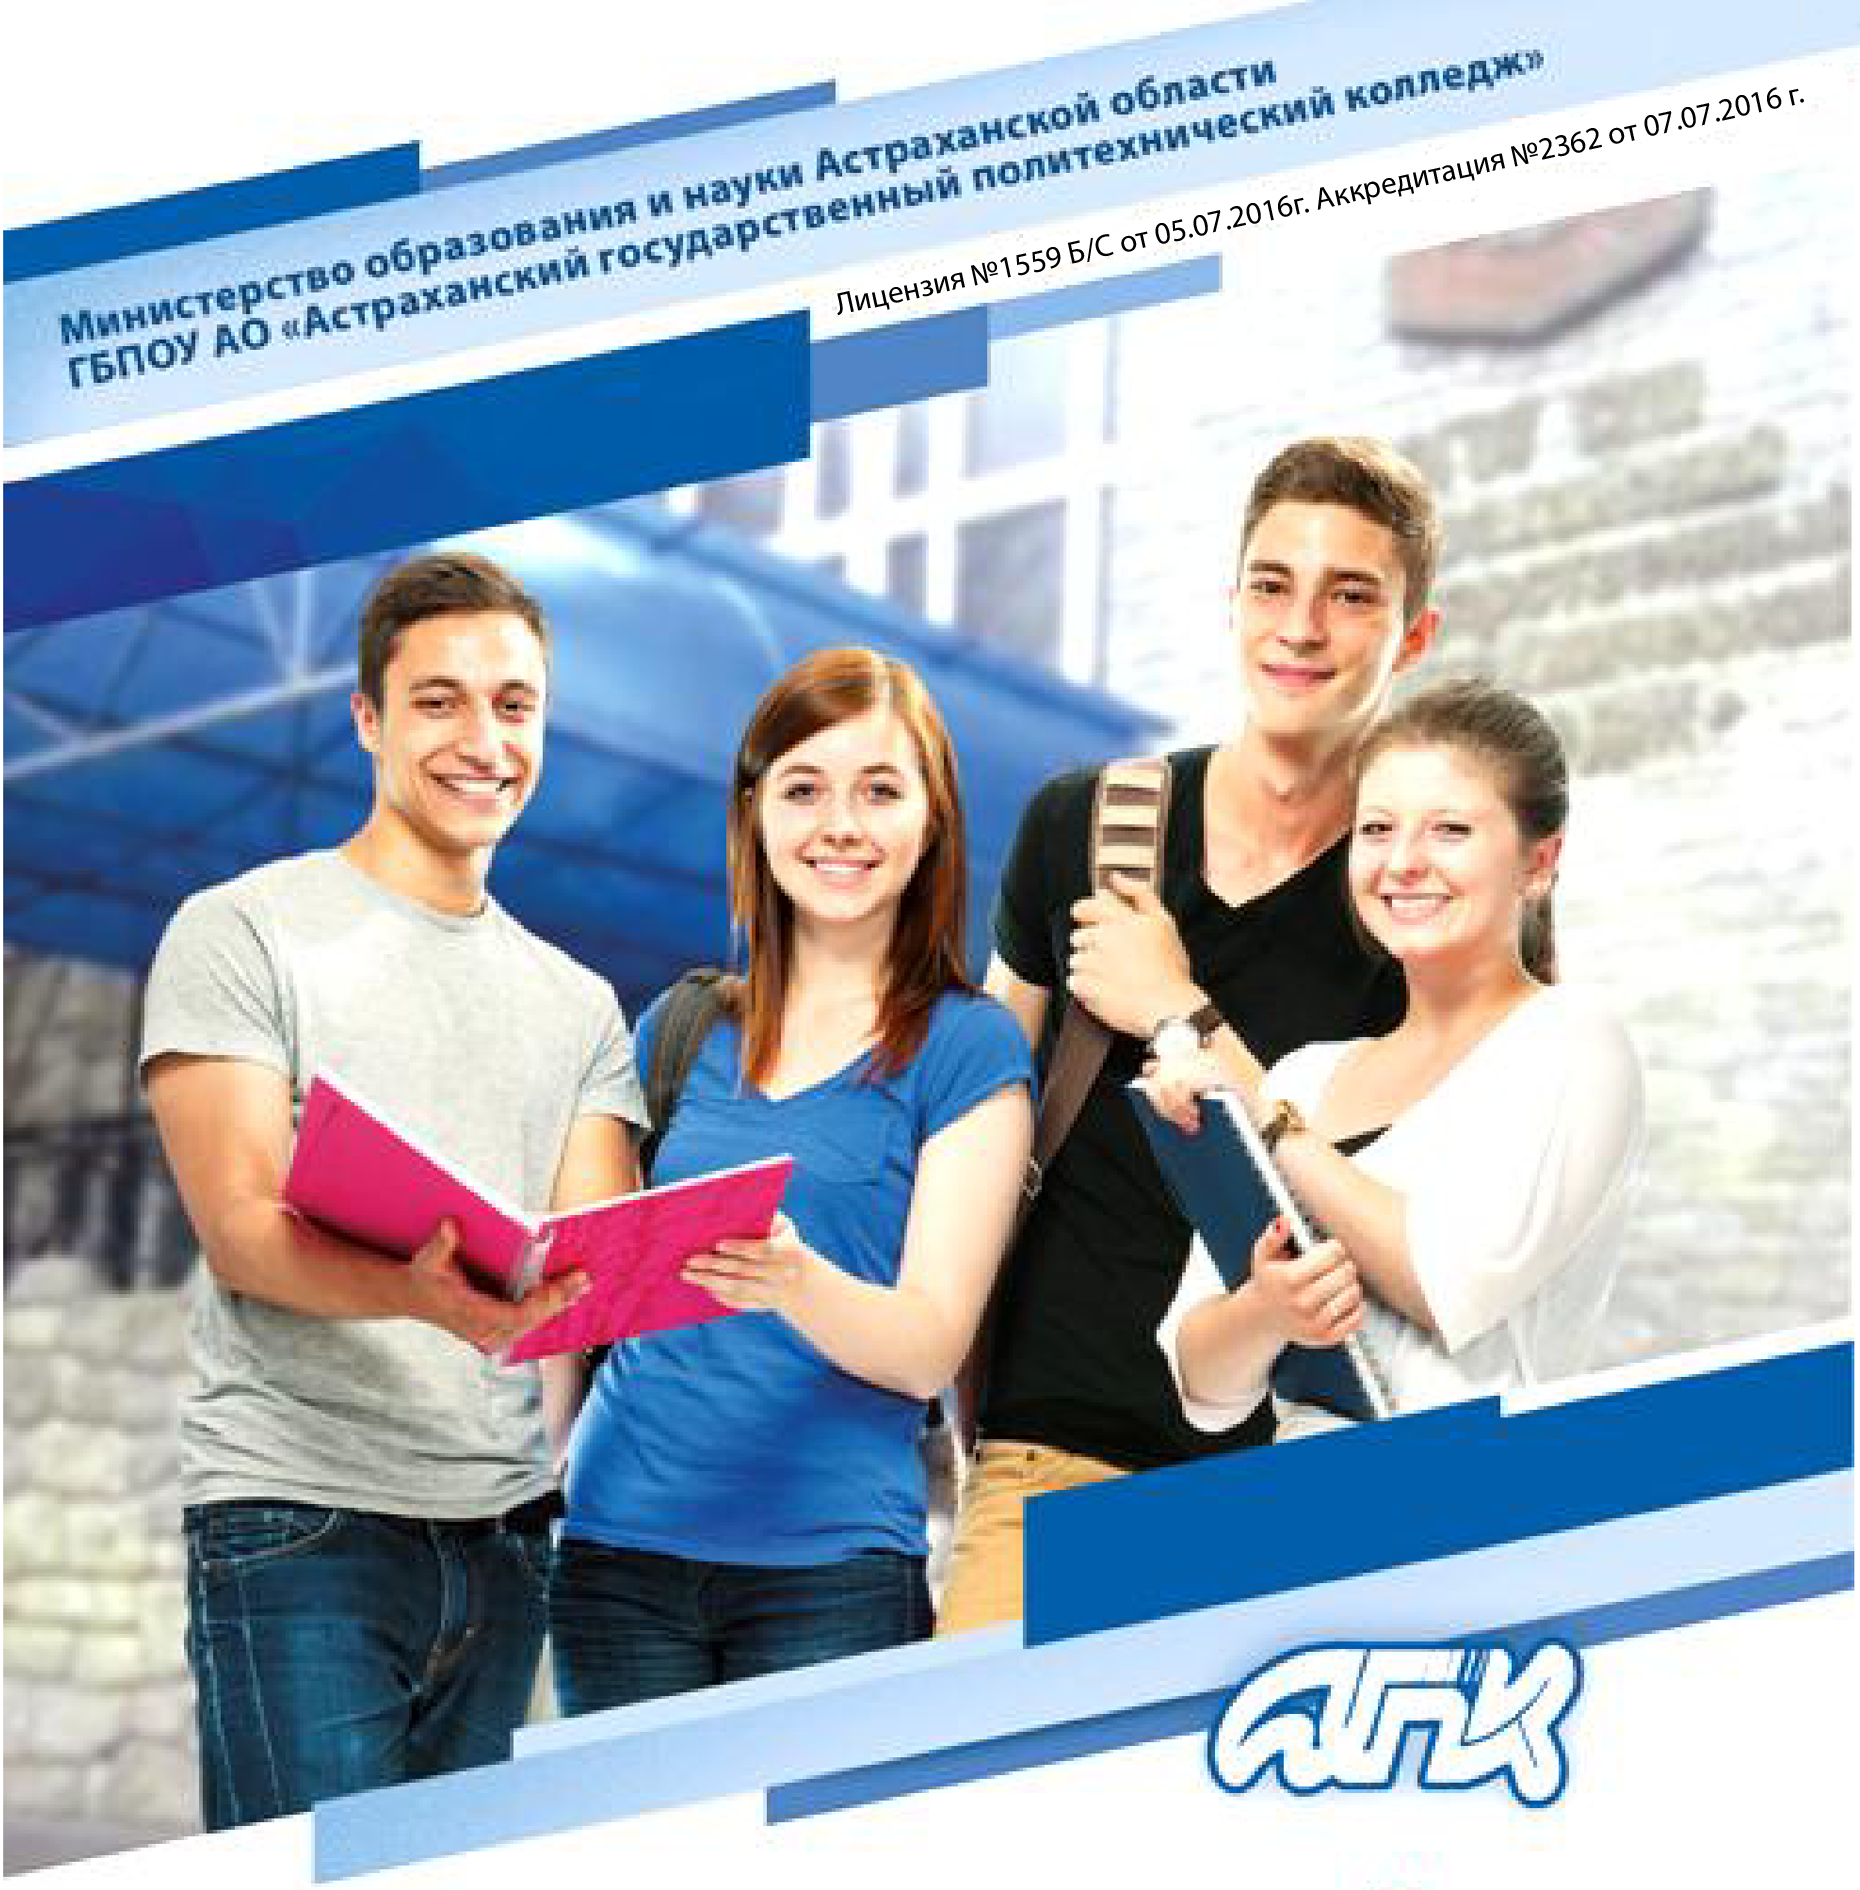 Министерство образования и науки Астраханской области
ГБПОУ АО «Астраханский государственный политехнический колледж»
Лицензия №1559 Б/С от 05.07.2016г. Аккредитация №2362 от 07.07.2016 г.
АГПК